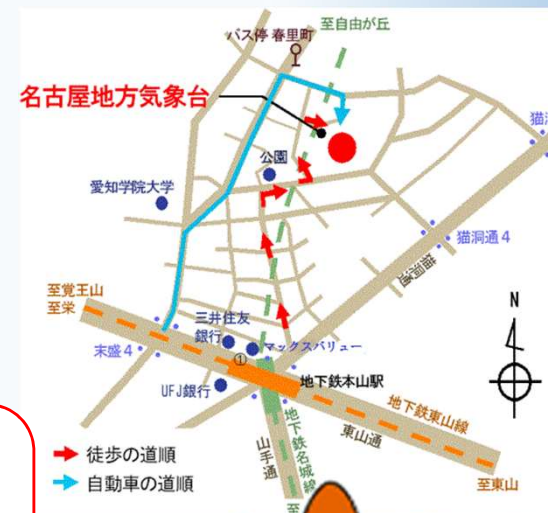 至自由が丘
バス停 春里町
名古屋地方気象台
公園
愛知学院大学
猫洞通4
猫洞通
至覚王山
至栄
三井住友
銀行
マックスバリュー
末盛4
①
UFJ銀行
地下鉄本山駅
地下鉄東山線
東山通
地下鉄名城線
山手通
至東山
N
徒歩の道順
自動車の道順